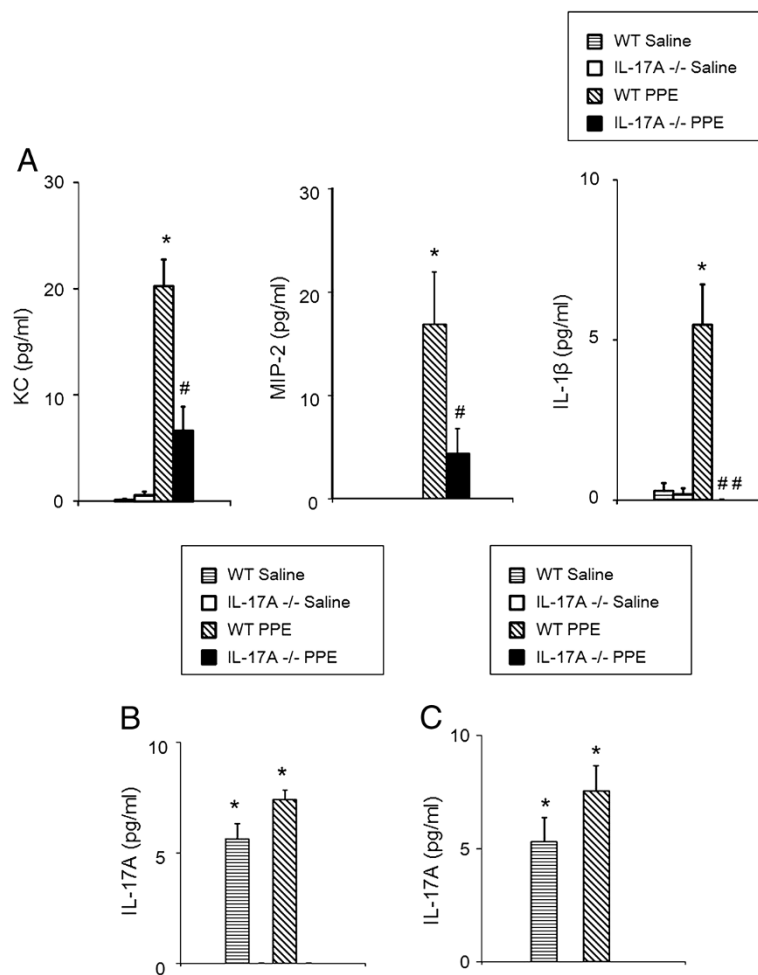 WT Saline
IL-17A -/- Saline
WT PPE
IL-17A -/- PPE
A
30
20
10
0
KC (pg/ml)
*
#
30
20
10
0
MIP-2 (pg/ml)
*
#
10
5
0
IL-1β (pg/ml)
*
# #
WT Saline
IL-17A -/- Saline
WT PPE
IL-17A -/- PPE
WT Saline
IL-17A -/- Saline
WT PPE
IL-17A -/- PPE
B
10
5
0
IL-17A (pg/ml)
*
*
C
10
5
0
IL-17A (pg/ml)
*
*